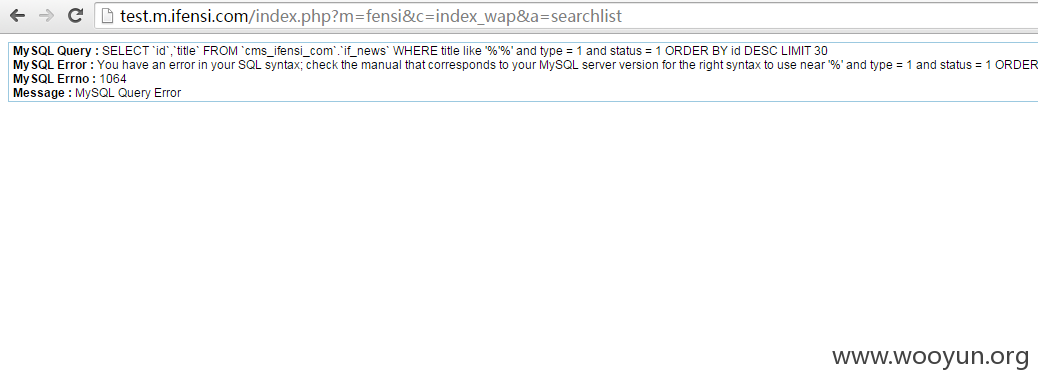 test.m.ifensi.com/index.php?m=fensi&c=index_wap&a=searchlist
MySQL Query : SELECT `id`,`title` FROM `cms_ifensi_com`.`if_news` WHERE title like '%'%' and type = 1 and status = 1 ORDER BY id DESC LIMIT 30
MySQL Error : You have an error in your SQL syntax; check the manual that corresponds to your MySQL server version for the right syntax to use near '%' and type = 1 and status = 1 ORDER
MySQL Errno : 1064
Message : MySQL Query Error
www.wooyun.org